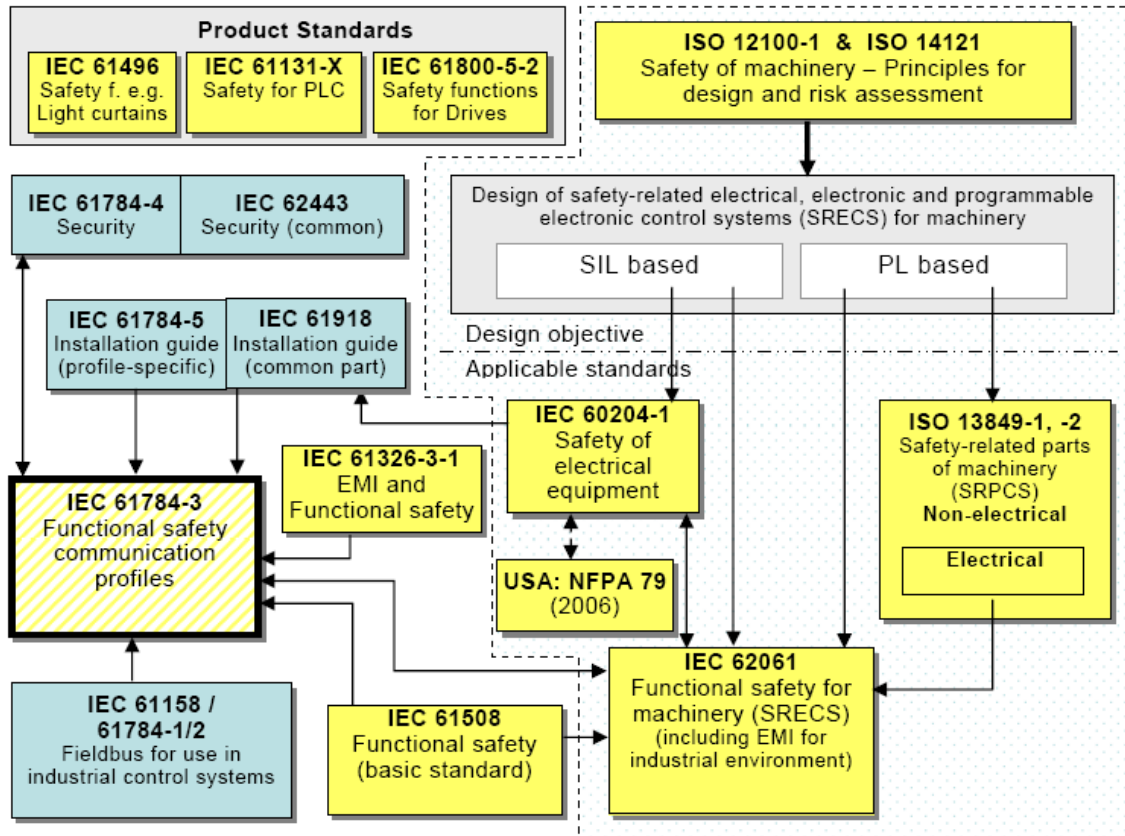 Product Standards
IEC 61496
Safety f. e.g.
Light curtains
IEC 61131-X
Safety for PLC
IEC 61800-5-2
Safety functions
for Drives
ISO 12100-1 & ISO 14121
Safety of machinery – Principles for
design and risk assessment
Design of safety-related electrical, electronic and programmable
electronic control systems (SRECS) for machinery
SIL based
PL based
Design objective
Applicable standards
IEC 61784-4
Security
IEC 62443
Security (common)
IEC 61784-5
Installation guide
(profile-specific)
IEC 61918
Installation guide
(common part)
IEC 60204-1
Safety of
electrical
equipment
ISO 13849-1, -2
Safety-related parts
of machinery
(SRPCS)
Non-electrical
Electrical
IEC 61326-3-1
EMI and
Functional safety
IEC 61784-3
Functional safety
communication
profiles
USA: NFPA 79
(2006)
IEC 62061
Functional safety for
machinery (SRECS)
(including EMI for
industrial environment)
IEC 61158 /
61784-1/2
Fieldbus for use in
industrial control systems
IEC 61508
Functional safety
(basic standard)